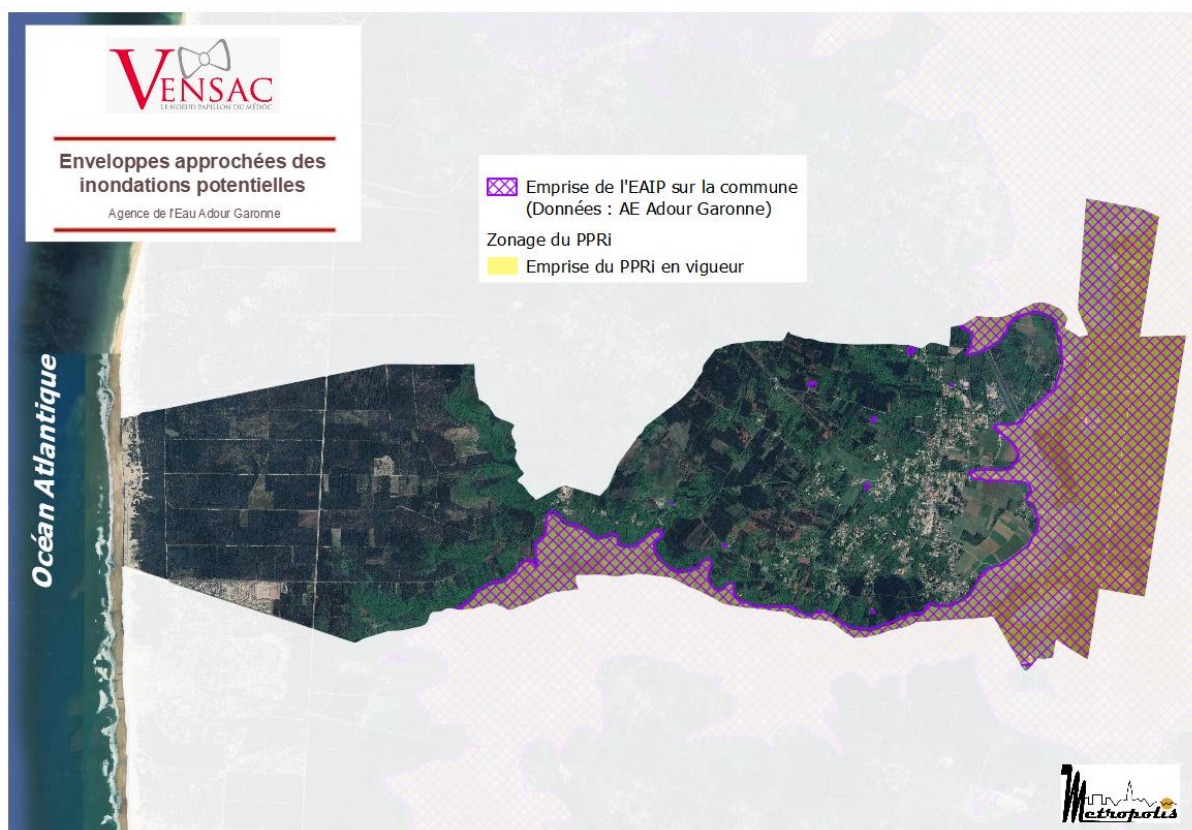 VENSAC
LE NOEUD PAPILLON DU MÉDOC
Enveloppes approchées des
inondations potentielles
Agence de l'Eau Adour Garonne
Emprise de l'EAIP sur la commune
(Données : AE Adour Garonne)
Zonage du PPRi
Emprise du PPRi en vigueur
Océan Atlantique
Metropolis